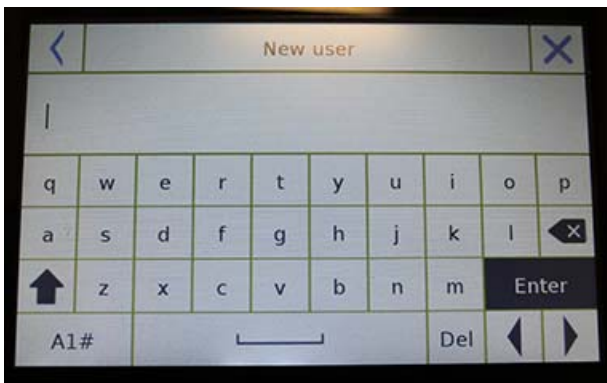 New user
q w e r t y u i o p
a s d f g h j k l
z x c v b n m Enter
A1# Del